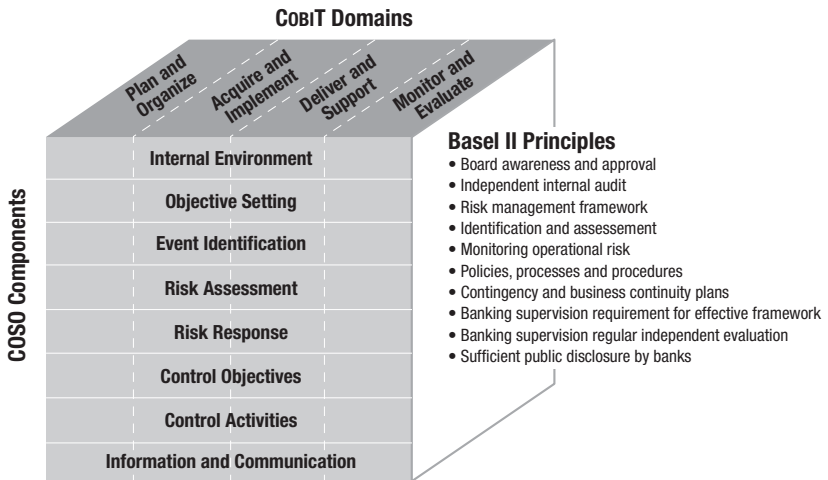 COBIT Domains
Plan and
Organize
Acquire and
Implement
Deliver and
Support
Monitor and
Evaluate
COSO Components
Internal Environment
Objective Setting
Event Identification
Risk Assessment
Risk Response
Control Objectives
Control Activities
Information and Communication
Basel II Principles
• Board awareness and approval
• Independent internal audit
• Risk management framework
• Identification and assessement
• Monitoring operational risk
• Policies, processes and procedures
• Contingency and business continuity plans
• Banking supervision requirement for effective framework
• Banking supervision regular independent evaluation
• Sufficient public disclosure by banks